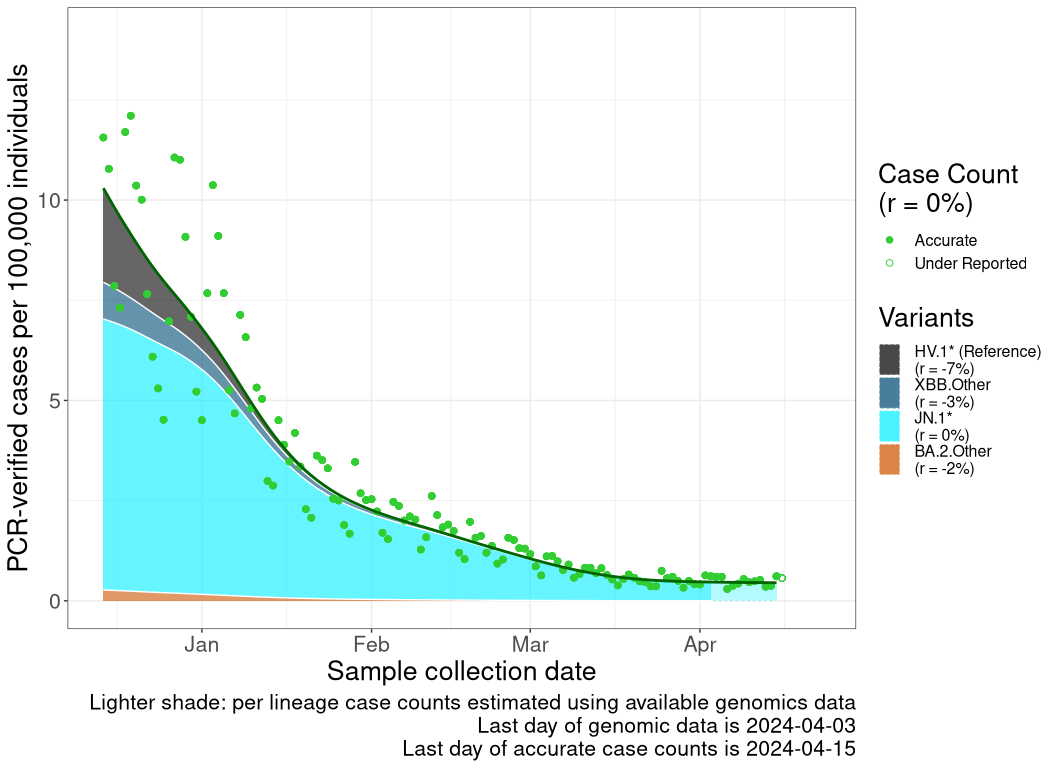 PCR-verified cases per 100,000 individuals
10
5
0
Jan
Feb
Mar
Apr
Sample collection date
Lighter shade: per lineage case counts estimated using available genomics data
Last day of genomic data is 2024-04-03
Last day of accurate case counts is 2024-04-15
Case Count
(r = 0%)
Accurate
Under Reported
Variants
HV.1* (Reference)
(r = -7%)
XBB.Other
(r = -3%)
JN.1*
(r = 0%)
BA.2.Other
(r = -2%)